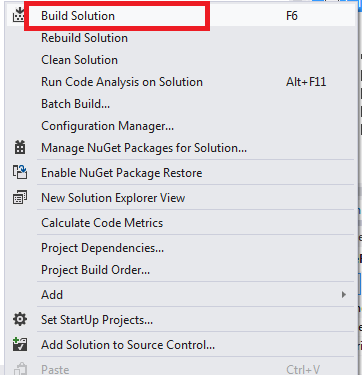 Build Solution F6
Rebuild Solution
Clean Solution
Run Code Analysis on Solution Alt+F11
Batch Build...
Configuration Manager...
Manage NuGet Packages for Solution...
Enable NuGet Package Restore
New Solution Explorer View
Calculate Code Metrics
Project Dependencies...
Project Build Order...
Add
Set StartUp Projects...
Add Solution to Source Control...
Paste Ctrl+V